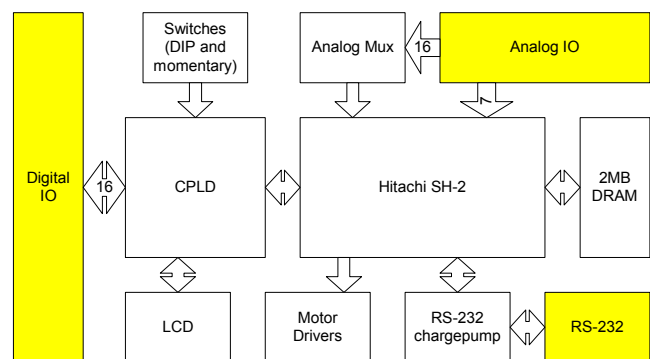 Switches
(DIP and
momentary)
Analog Mux
16
Analog IO
7
Digital
IO
16
CPLD
Hitachi SH-2
2MB
DRAM
LCD
Motor
Drivers
RS-232
chargepump
RS-232